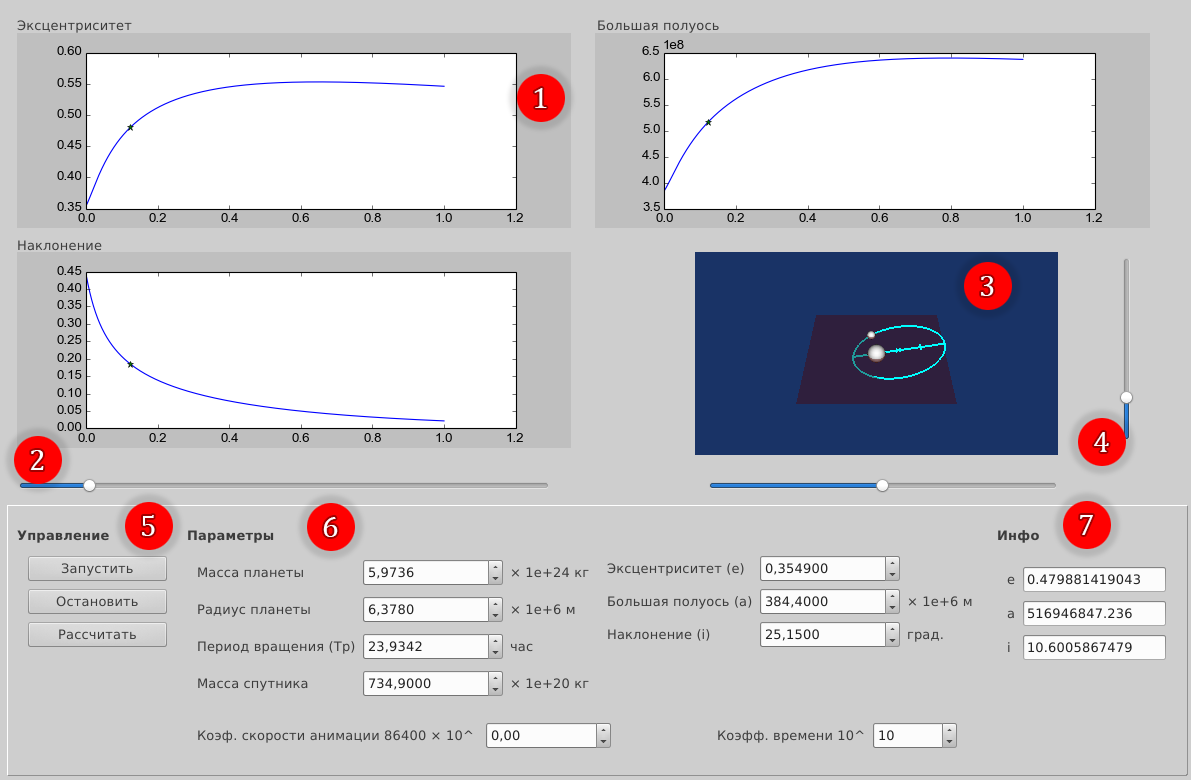 Эксцентриситет
0.60
0.55
0.50
0.45
0.40
0.35
0.0 0.2 0.4 0.6 0.8 1.0 1.2
1
Большая полуось
1e8
6.5
6.0
5.5
5.0
4.5
4.0
3.5
0.0 0.2 0.4 0.6 0.8 1.0 1.2
Наклонение
0.45
0.40
0.35
0.30
0.25
0.20
0.15
0.10
0.05
0.00
0.0 0.2 0.4 0.6 0.8 1.0 1.2
2
3
4
Управление
5
Запустить
Остановить
Рассчитать
Параметры
6
Масса планеты 5,9736 × 1e+24 кг
Радиус планеты 6,3780 × 1e+6 м
Период вращения (Tp) 23,9342 час
Масса спутника 734,9000 × 1e+20 кг
Эксцентриситет (e) 0,354900
Большая полуось (a) 384,4000 × 1e+6 м
Наклонение (i) 25,1500 град.
Коэф. скорости анимации 86400 × 10^ 0,00
Коэфф. времени 10^ 10
Инфо
7
e 0.479881419043
a 516946847.236
i 10.6005867479